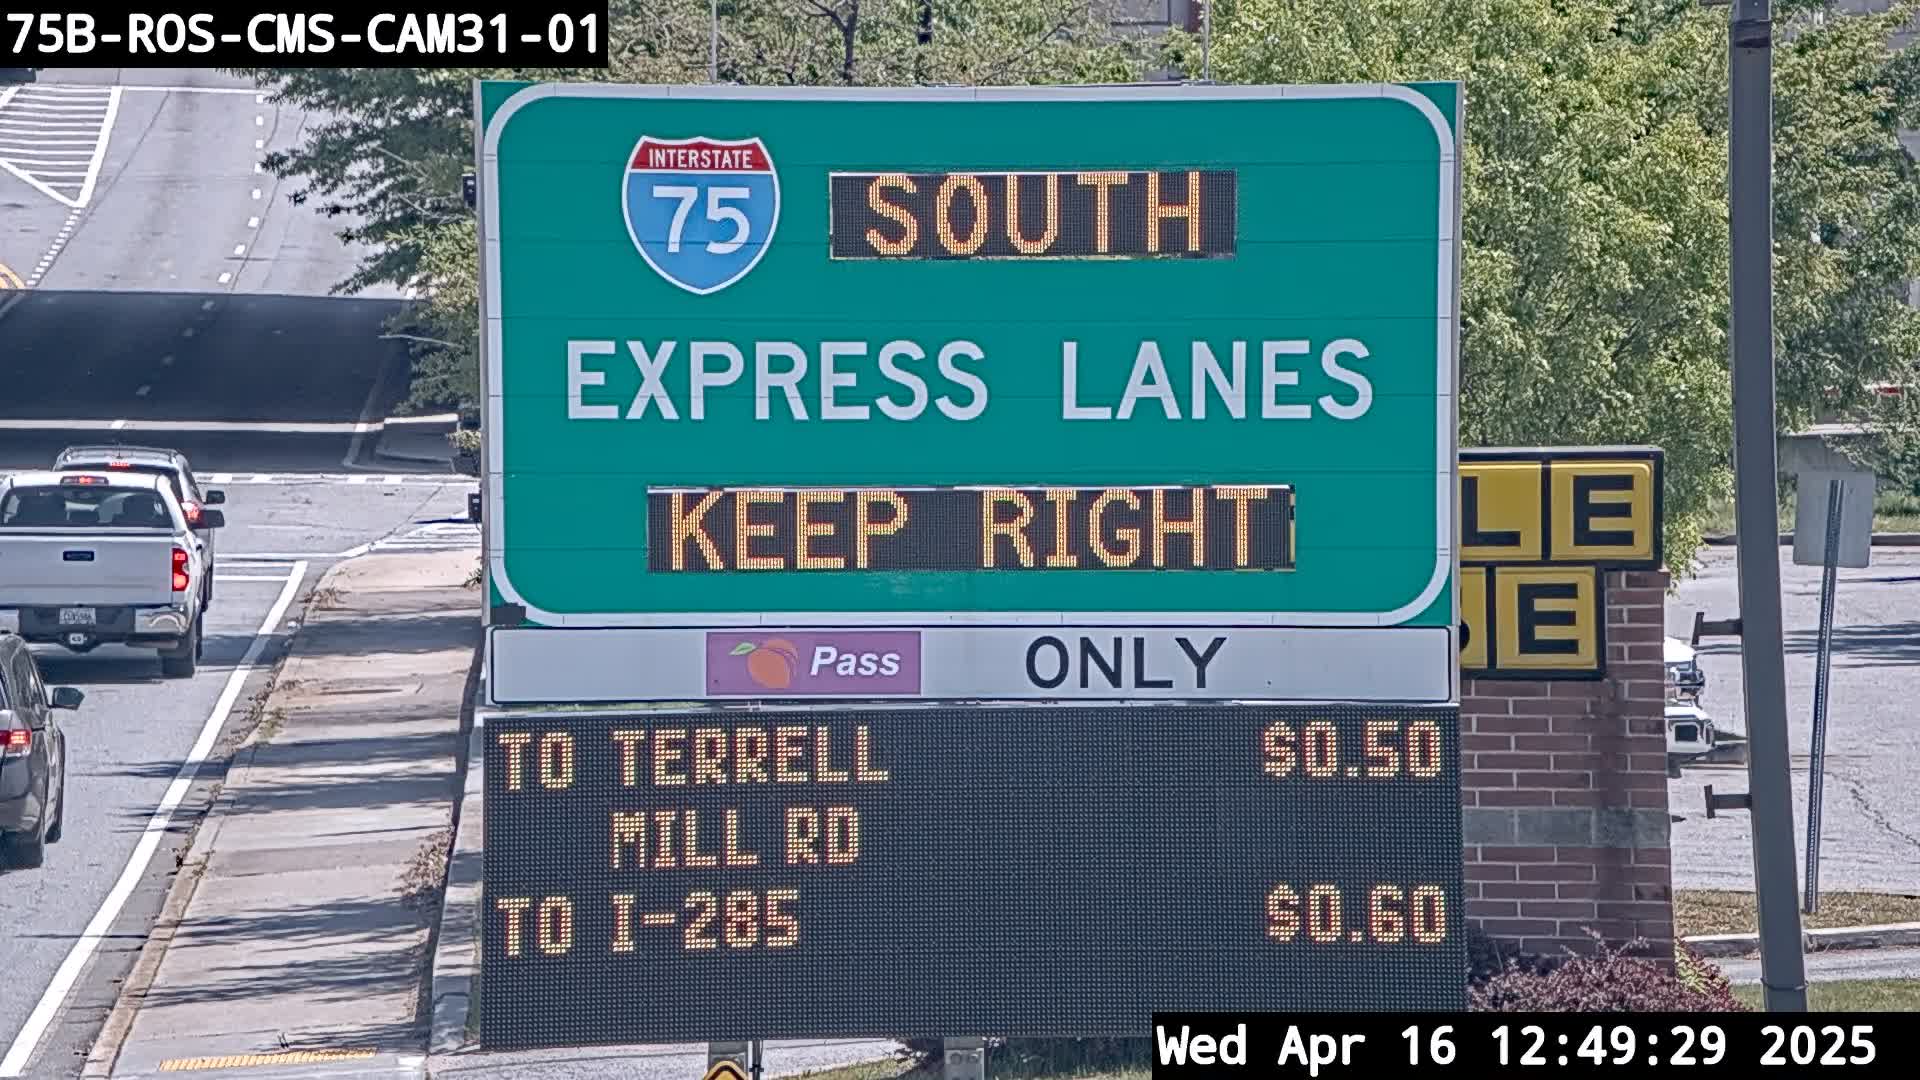 75B-ROS-CMS-CAM31-01
INTERSTATE
75
SOUTH
EXPRESS LANES
KEEP RIGHT
Pass ONLY
TO TERRELL $0.50
MILL RD
TO I-285 $0.60
LE
E
Wed Apr 16 12:49:29 2025